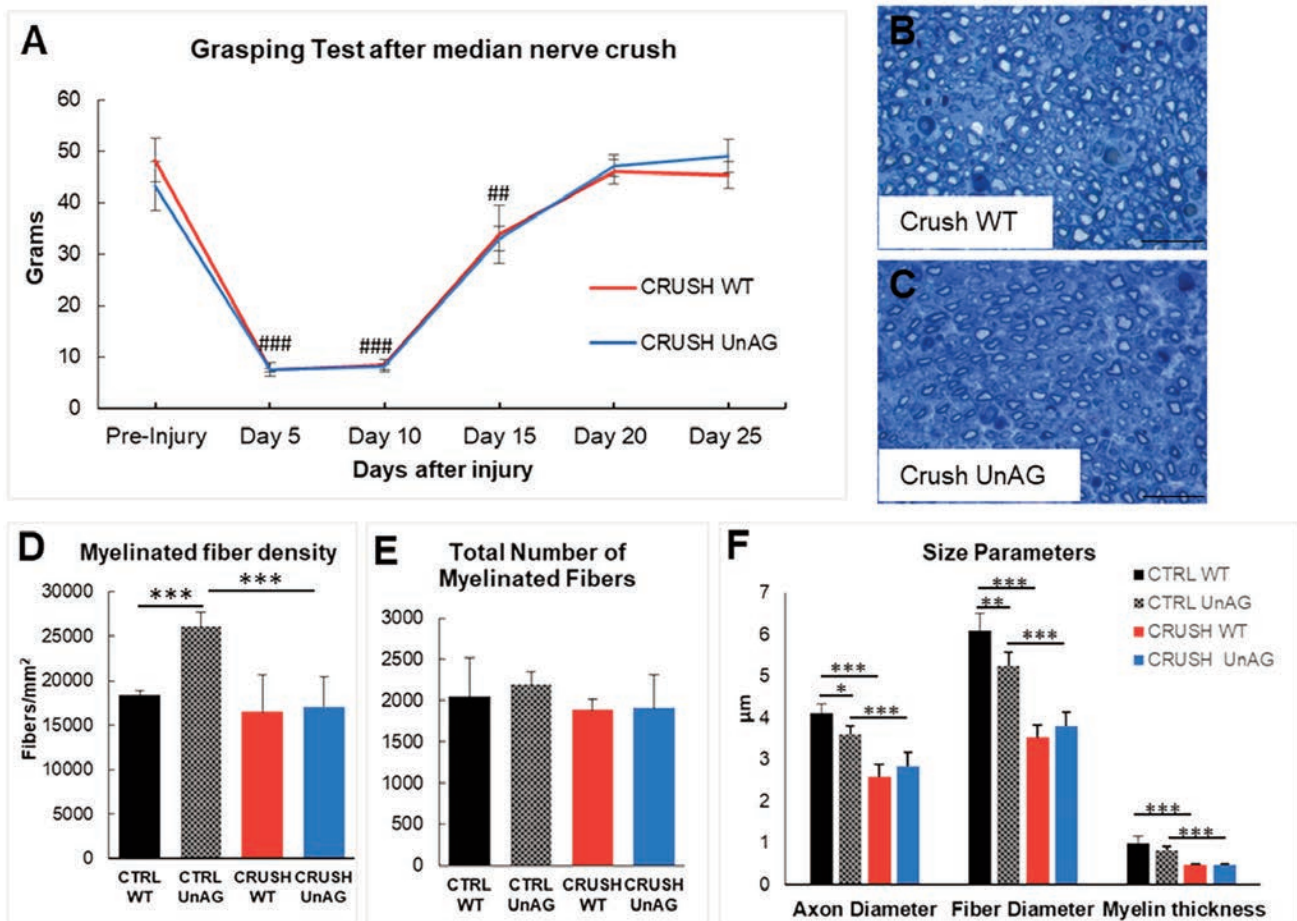 A
Grasping Test after median nerve crush
60
50
40
30
20
10
0
Grams
###
###
##
CRUSH WT
CRUSH UnAG
Pre-Injury Day 5 Day 10 Day 15 Day 20 Day 25
Days after injury
B
Crush WT
C
Crush UnAG
D
Myelinated fiber density
30000
25000
20000
15000
10000
5000
0
Fibers/mm²
*** ***
CTRL WT
CTRL UnAG
CRUSH WT
CRUSH UnAG
E
Total Number of
Myelinated Fibers
3000
2500
2000
1500
1000
500
0
CTRL WT
CTRL UnAG
CRUSH WT
CRUSH UnAG
F
Size Parameters
7
6
5
4
3
2
1
0
µm
***
*
***
***
**
***
***
***
CTRL WT
CTRL UnAG
CRUSH WT
CRUSH UnAG
Axon Diameter Fiber Diameter Myelin thickness